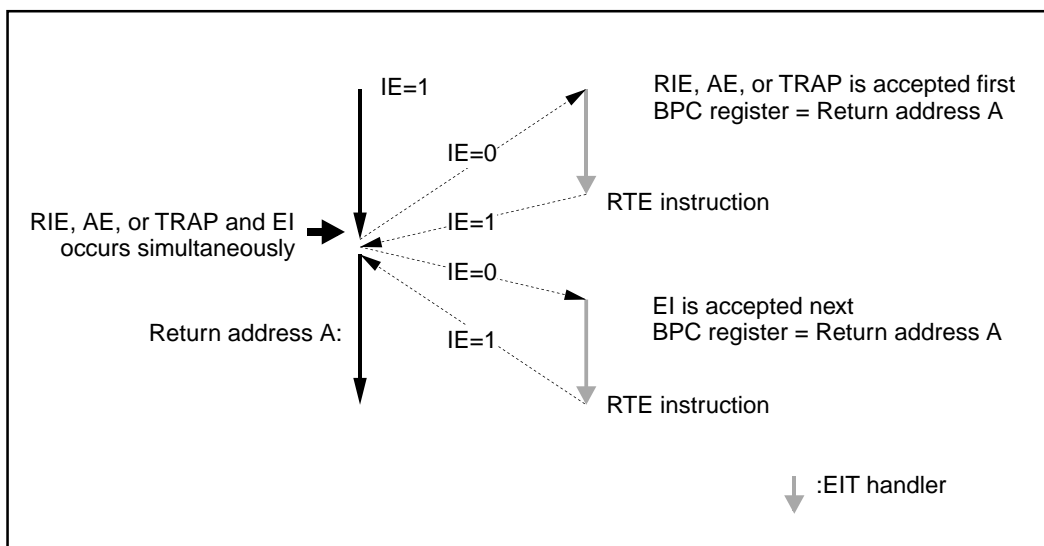 IE=1
RIE, AE, or TRAP is accepted first
BPC register = Return address A
IE=0
RTE instruction
RIE, AE, or TRAP and EI
occurs simultaneously
IE=1
IE=0
EI is accepted next
BPC register = Return address A
Return address A:
IE=1
RTE instruction
:EIT handler